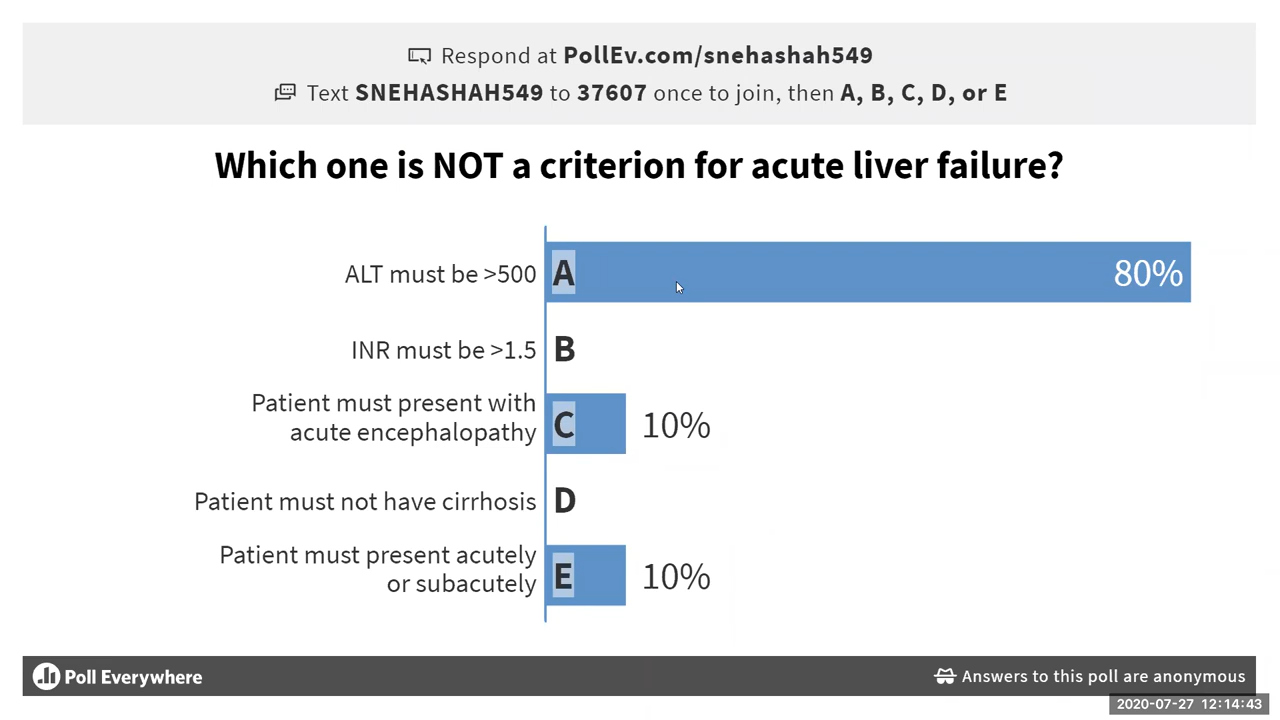 Respond at PollEv.com/snehashah549
Text SNEHASHAH549 to 37607 once to join, then A, B, C, D, or E
Which one is NOT a criterion for acute liver failure?
ALT must be >500 A 80%
INR must be >1.5 B
Patient must present with
acute encephalopathy C 10%
Patient must not have cirrhosis D
Patient must present acutely
or subacutely E 10%
Poll Everywhere
Answers to this poll are anonymous
2020-07-27 12:14:43